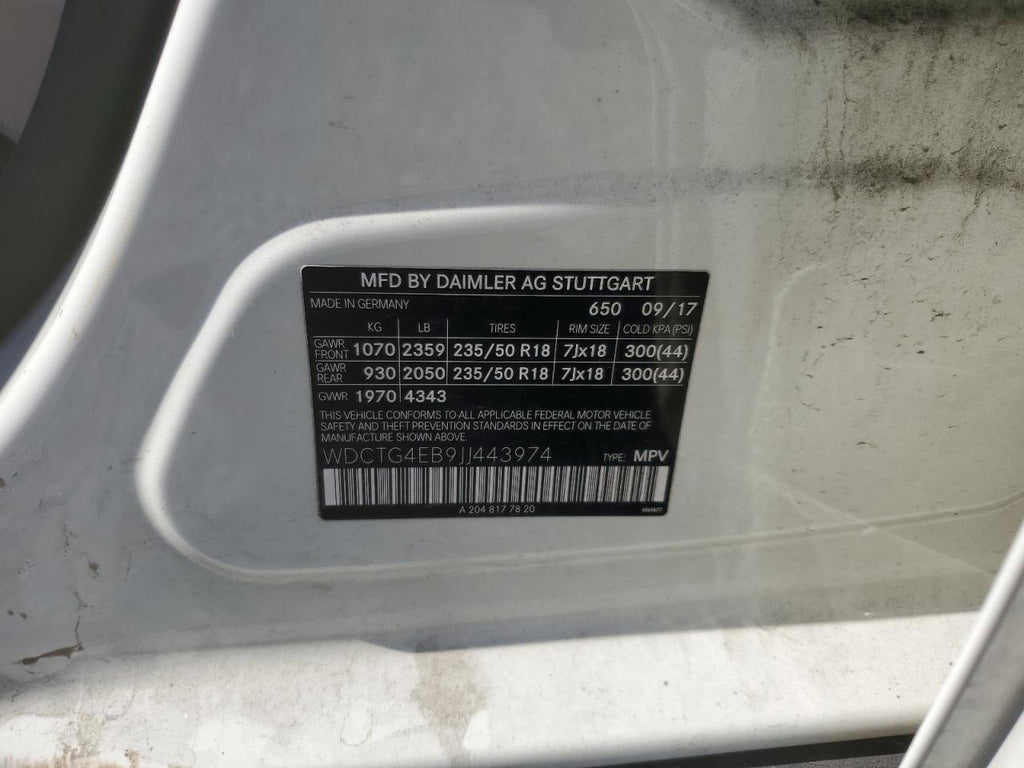 MFD BY DAIMLER AG STUTTGART
MADE IN GERMANY 650 09/17
KG LB TIRES RIM SIZE COLD KPA (PSI)
GAWR FRONT 1070 2359 235/50 R18 7Jx18 300(44)
GAWR REAR 930 2050 235/50 R18 7Jx18 300(44)
GVWR 1970 4343
THIS VEHICLE CONFORMS TO ALL APPLICABLE FEDERAL MOTOR VEHICLE
SAFETY AND THEFT PREVENTION STANDARDS IN EFFECT ON THE DATE OF
MANUFACTURE SHOWN ABOVE.
WDCTG4EB9JJ443974 TYPE: MPV
A 204 817 78 20